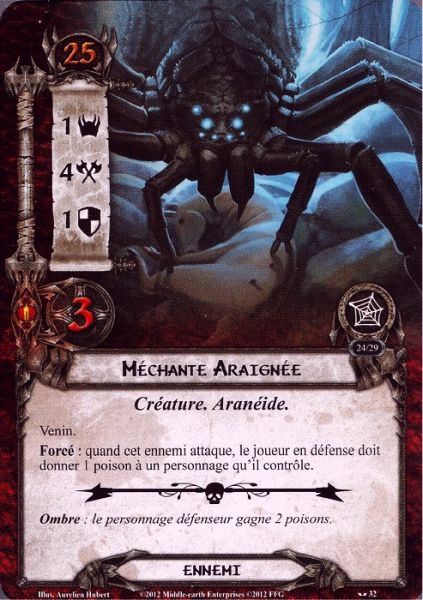 25
1
4
1
3
24/29
Méchante Araignée
Créature. Aranéide.
Venin.
Forcé : quand cet ennemi attaque, le joueur en défense doit
donner 1 poison à un personnage qu'il contrôle.
Ombre : le personnage défenseur gagne 2 poisons.
ENNEMI
Illus. Aurelien Hubert ©2012 Middle-earth Enterprises ©2012 FFG 32